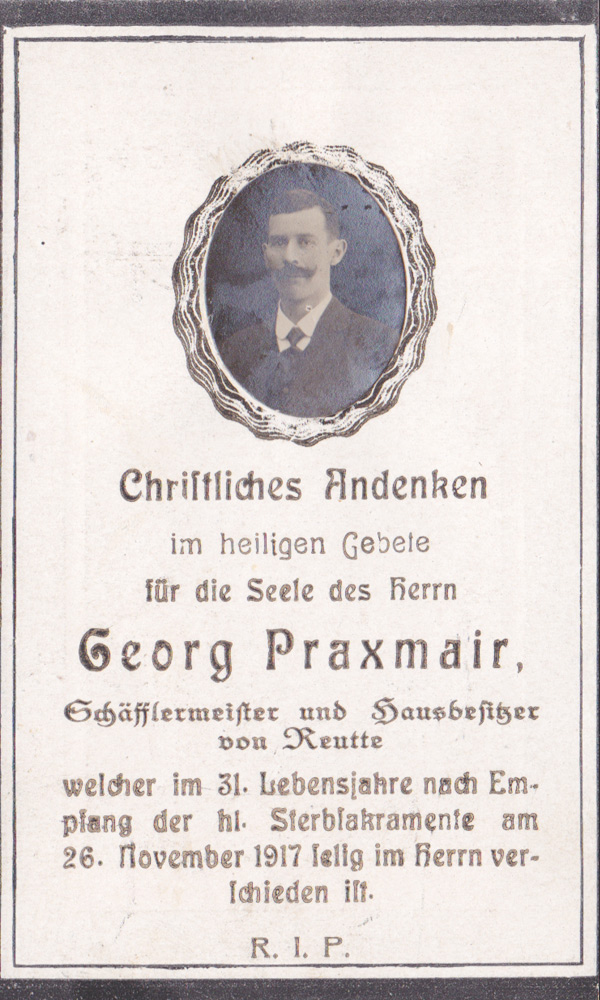 Chriſtliches Andenken
im heiligen Gebete
für die Seele des Herrn
Georg Praxmair,
Schäfflermeiſter und Hausbeſitzer
von Reutte
welcher im 31. Lebensjahre nach Em-
pfang der hl. Sterbſakramente am
26. November 1917 ſelig im Herrn ver-
ſchieden iſt.
R. I. P.